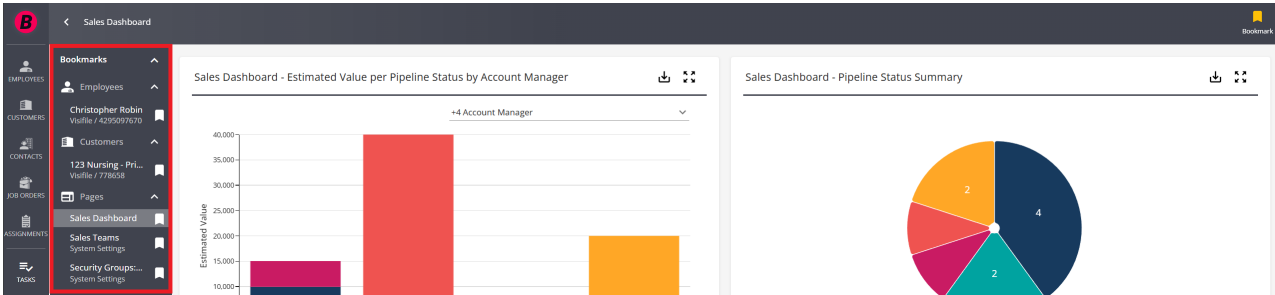 B
Sales Dashboard
Bookmark
EMPLOYEES
CUSTOMERS
CONTACTS
JOB ORDERS
ASSIGNMENTS
TASKS
Bookmarks
Employees
Christopher Robin
Visifile / 4295097670
Customers
123 Nursing - Pri...
Visifile / 778658
Pages
Sales Dashboard
Sales Teams
System Settings
Security Groups:...
System Settings
Sales Dashboard - Estimated Value per Pipeline Status by Account Manager
+4 Account Manager
Estimated Value
40,000
35,000
30,000
25,000
20,000
15,000
10,000
Sales Dashboard - Pipeline Status Summary
2
4
2